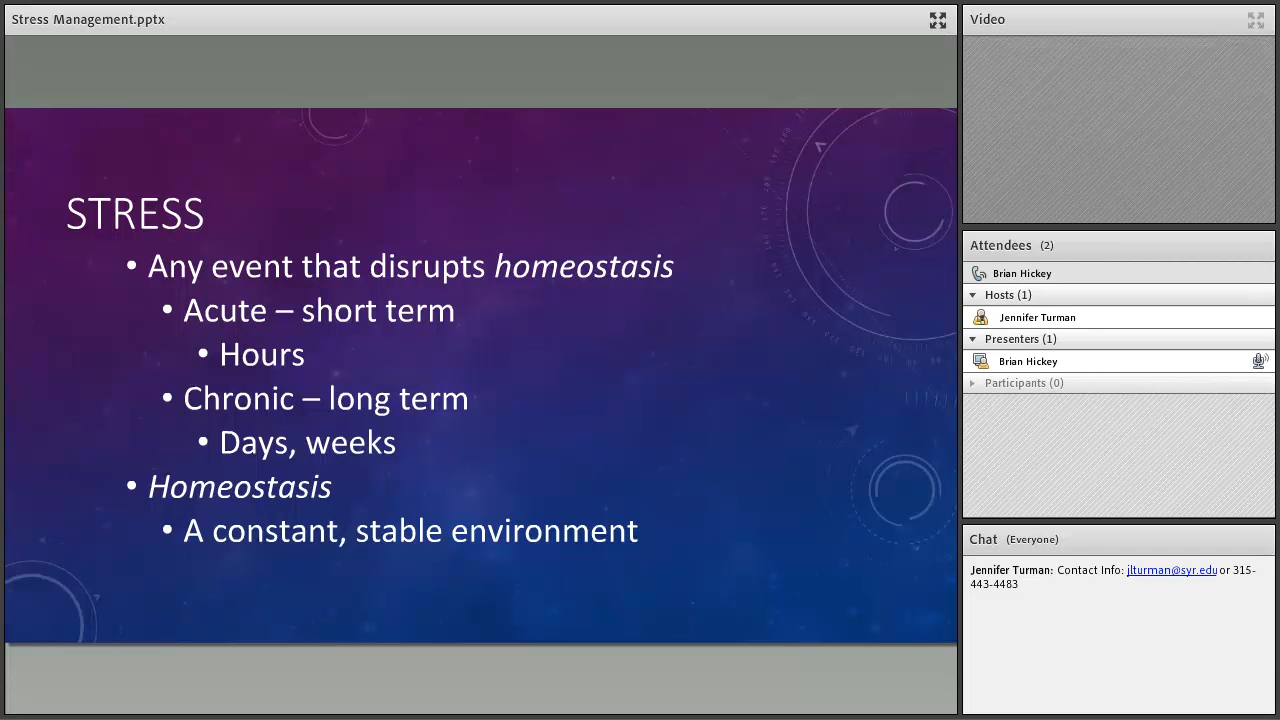 Stress Management.pptx
STRESS
• Any event that disrupts homeostasis
• Acute – short term
• Hours
• Chronic – long term
• Days, weeks
• Homeostasis
• A constant, stable environment
Video
Attendees (2)
Brian Hickey
Hosts (1)
Jennifer Turman
Presenters (1)
Brian Hickey
Participants (0)
Chat (Everyone)
Jennifer Turman: Contact Info: jlturman@syr.edu or 315-
443-4483